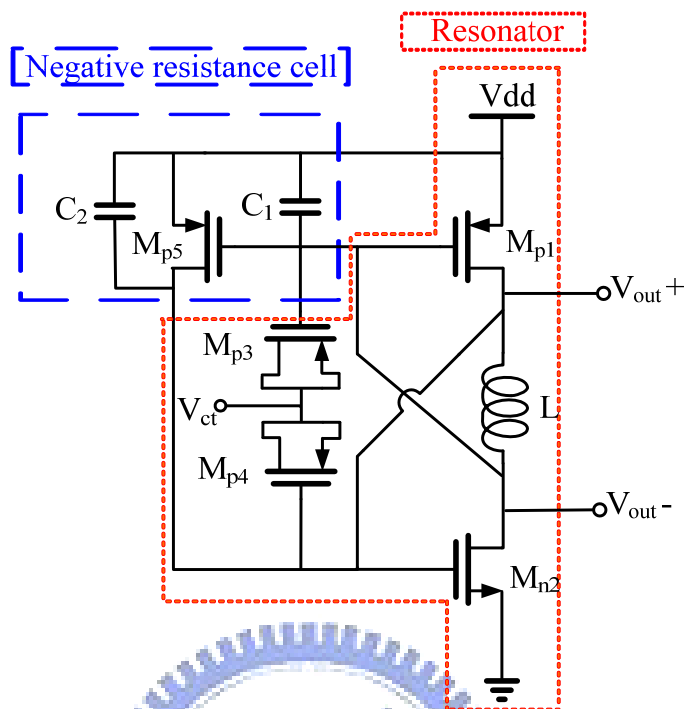 Resonator
Negative resistance cell
Vdd
C2
C1
Mp5
Mp1
Vout+
Mp3
Vct
L
Mp4
Vout-
Mn2